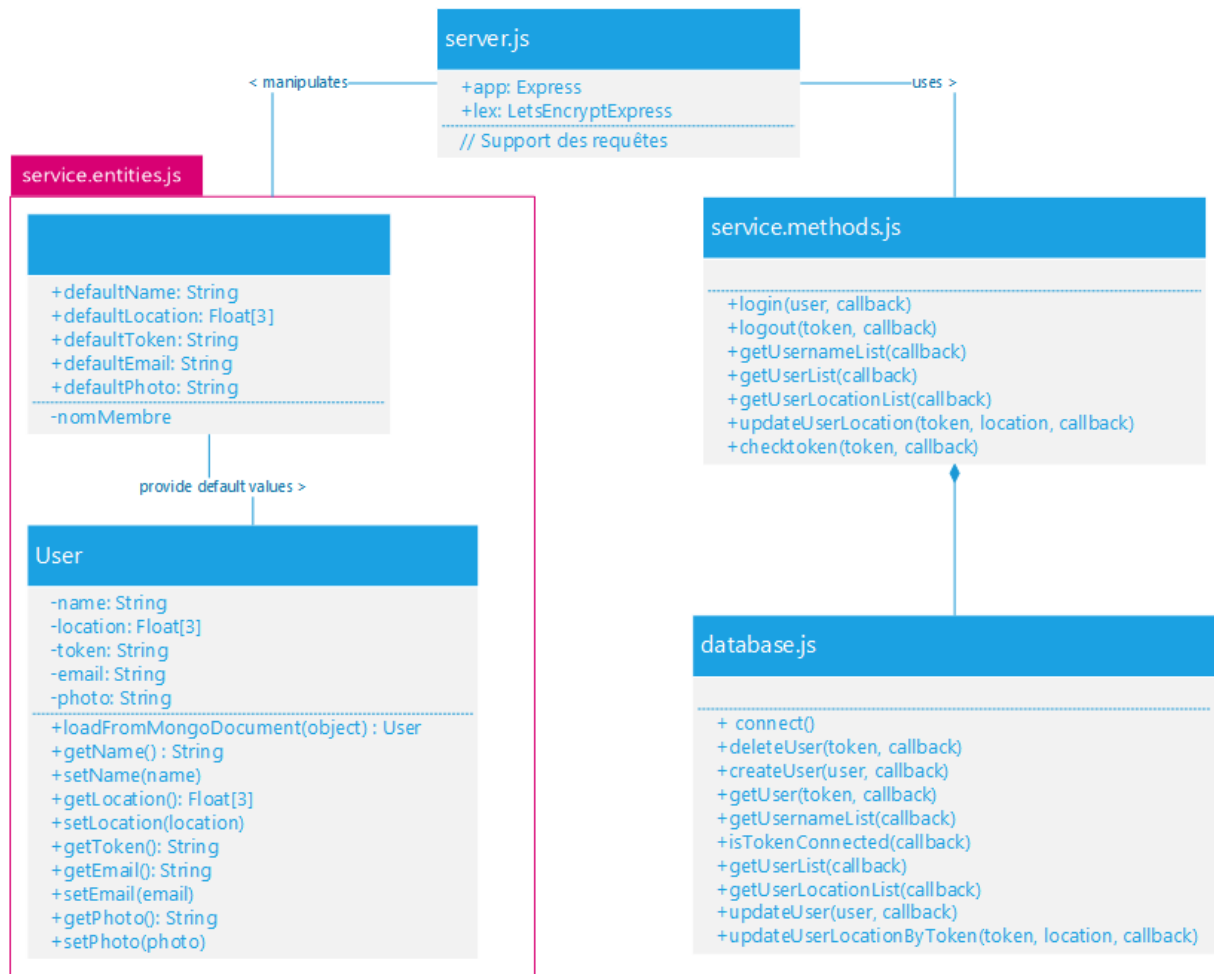 server.js
+app: Express
+lex: LetsEncryptExpress
// Support des requêtes
< manipulates
uses >
service.entities.js
+defaultName: String
+defaultLocation: Float[3]
+defaultToken: String
+defaultEmail: String
+defaultPhoto: String
-nomMembre
provide default values >
User
-name: String
-location: Float[3]
-token: String
-email: String
-photo: String
+loadFromMongoDocument(object) : User
+getName() : String
+setName(name)
+getLocation(): Float[3]
+setLocation(location)
+getToken(): String
+getEmail(): String
+setEmail(email)
+getPhoto(): String
+setPhoto(photo)
service.methods.js
+login(user, callback)
+logout(token, callback)
+getUsernameList(callback)
+getUserList(callback)
+getUserLocationList(callback)
+updateUserLocation(token, location, callback)
+checktoken(token, callback)
database.js
+ connect()
+deleteUser(token, callback)
+createUser(user, callback)
+getUser(token, callback)
+getUsernameList(callback)
+isTokenConnected(callback)
+getUserList(callback)
+getUserLocationList(callback)
+updateUser(user, callback)
+updateUserLocationByToken(token, location, callback)